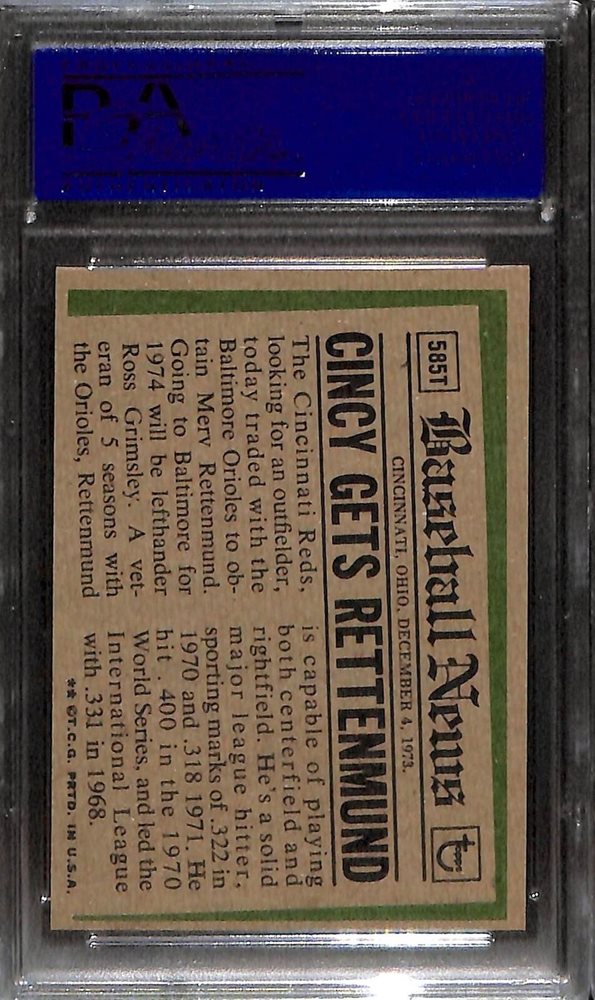 585T
Baseball News
topps
CINCINNATI, OHIO, DECEMBER 4, 1973.
CINCY GETS RETTENMUND
The Cincinnati Reds,
looking for an outfielder,
today traded with the
Baltimore Orioles to ob-
tain Merv Rettenmund.
Going to Baltimore for
1974 will be lefthander
Ross Grimsley. A vet-
eran of 5 seasons with
the Orioles, Rettenmund
is capable of playing
both centerfield and
rightfield. He's a solid
major league hitter,
sporting marks of .322 in
1970 and .318 1971. He
hit .400 in the 1970
World Series, and led the
International League
with .331 in 1968.
** ©T.C.G. PRTD. IN U.S.A.